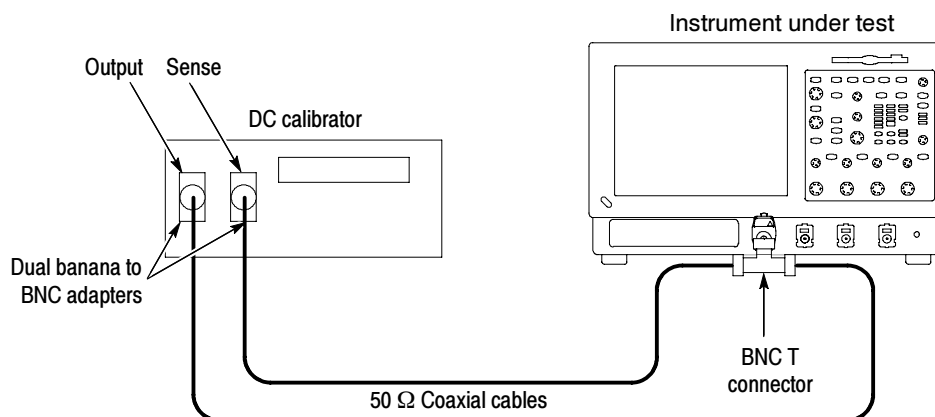 Instrument under test
Output
Sense
DC calibrator
Dual banana to
BNC adapters
BNC T
connector
50 Ω Coaxial cables